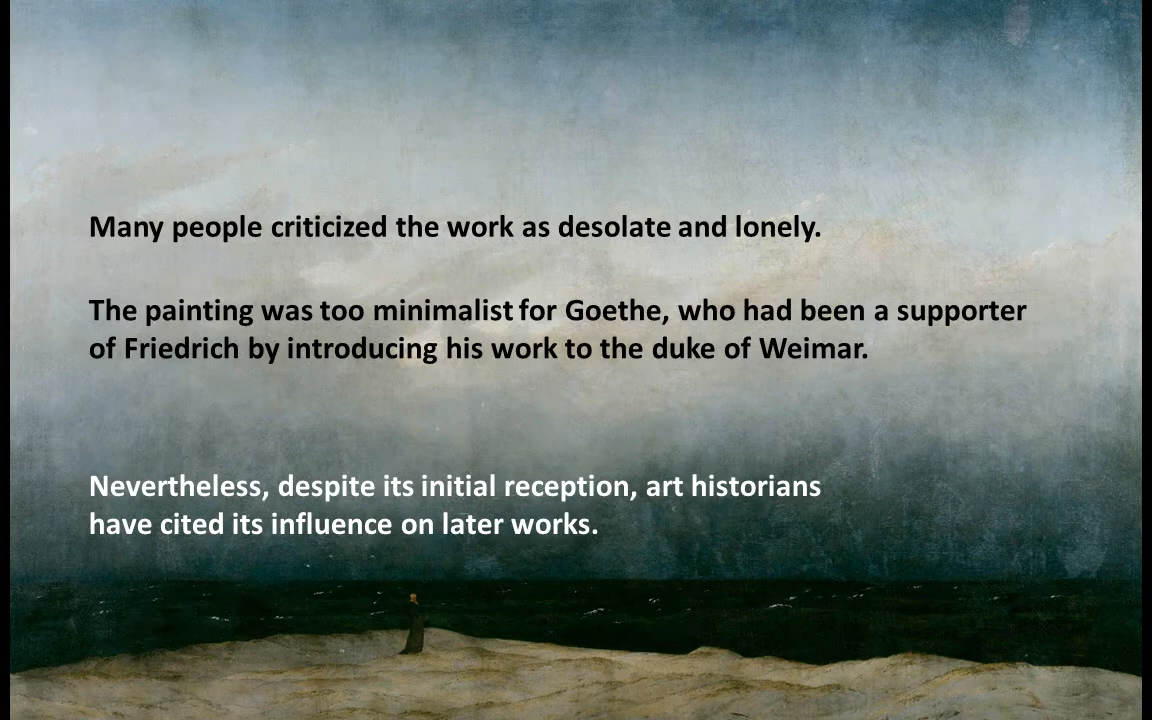 Many people criticized the work as desolate and lonely.
The painting was too minimalist for Goethe, who had been a supporter
of Friedrich by introducing his work to the duke of Weimar.
Nevertheless, despite its initial reception, art historians
have cited its influence on later works.